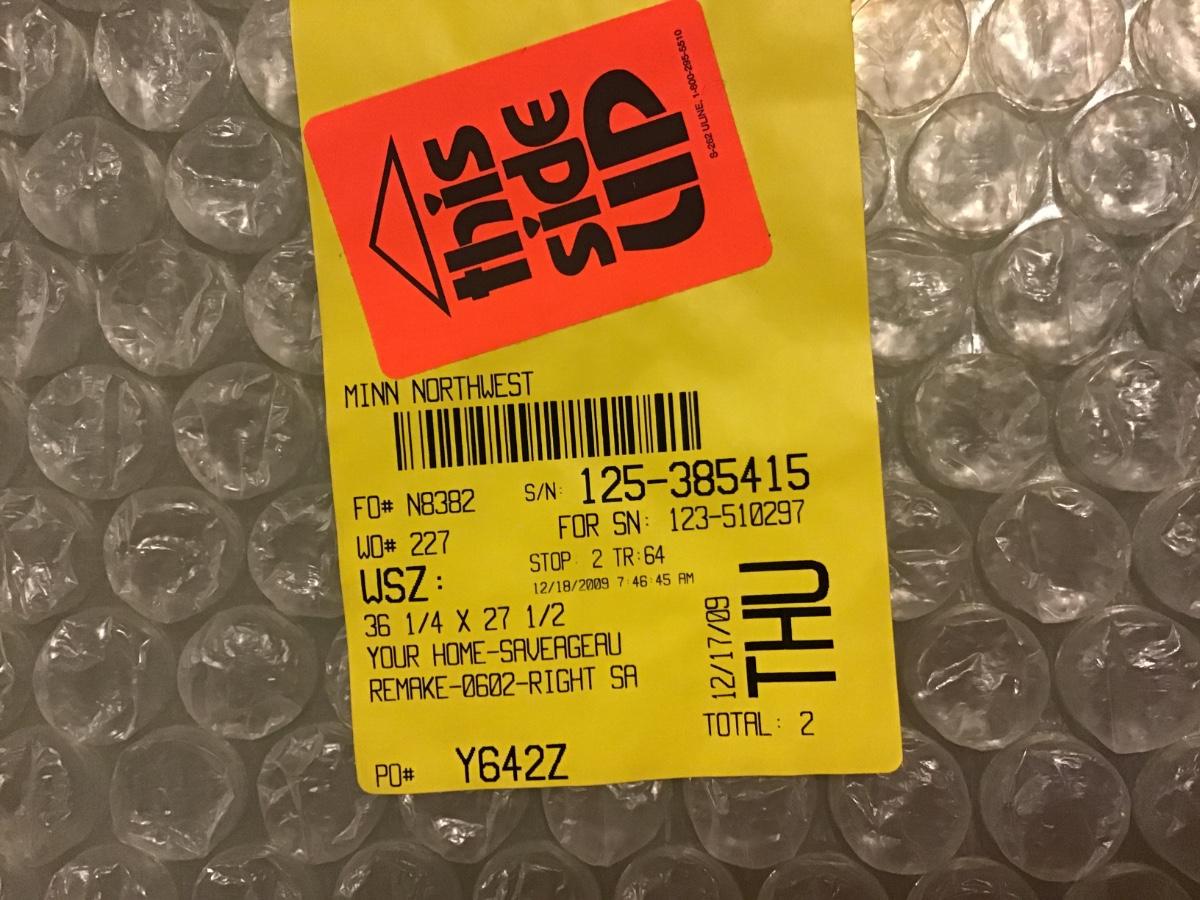 this
side
UP
S-262 ULINE, 1-800-295-5510
MINN NORTHWEST
FO# N8382
S/N: 125-385415
FOR SN: 123-510297
WO# 227
STOP: 2 TR:64
WSZ:
12/18/2009 7:46:45 AM
36 1/4 X 27 1/2
YOUR HOME-SAVEAGEAU
REMAKE-0602-RIGHT SA
12/17/09
THU
TOTAL: 2
PO# Y642Z